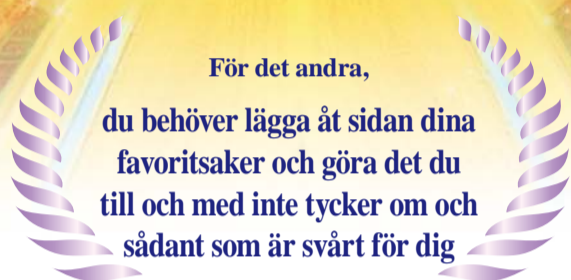 För det andra,
du behöver lägga åt sidan dina
favoritsaker och göra det du
till och med inte tycker om och
sådant som är svårt för dig